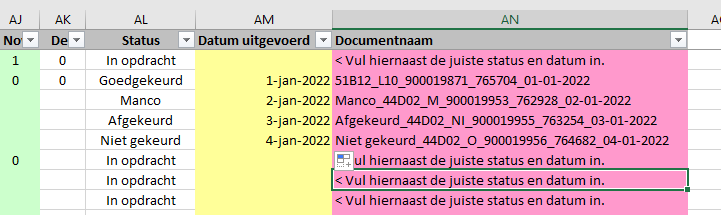 AJ AK AL AM AN
No De Status Datum uitgevoerd Documentnaam
1 0 In opdracht < Vul hiernaast de juiste status en datum in.
0 0 Goedgekeurd 1-jan-2022 51B12_L10_900019871_765704_01-01-2022
Manco 2-jan-2022 Manco_44D02_M_900019953_762928_02-01-2022
Afgekeurd 3-jan-2022 Afgekeurd_44D02_NI_900019955_763254_03-01-2022
Niet gekeurd 4-jan-2022 Niet gekeurd_44D02_O_900019956_764682_04-01-2022
0 In opdracht ul hiernaast de juiste status en datum in.
In opdracht < Vul hiernaast de juiste status en datum in.
In opdracht < Vul hiernaast de juiste status en datum in.